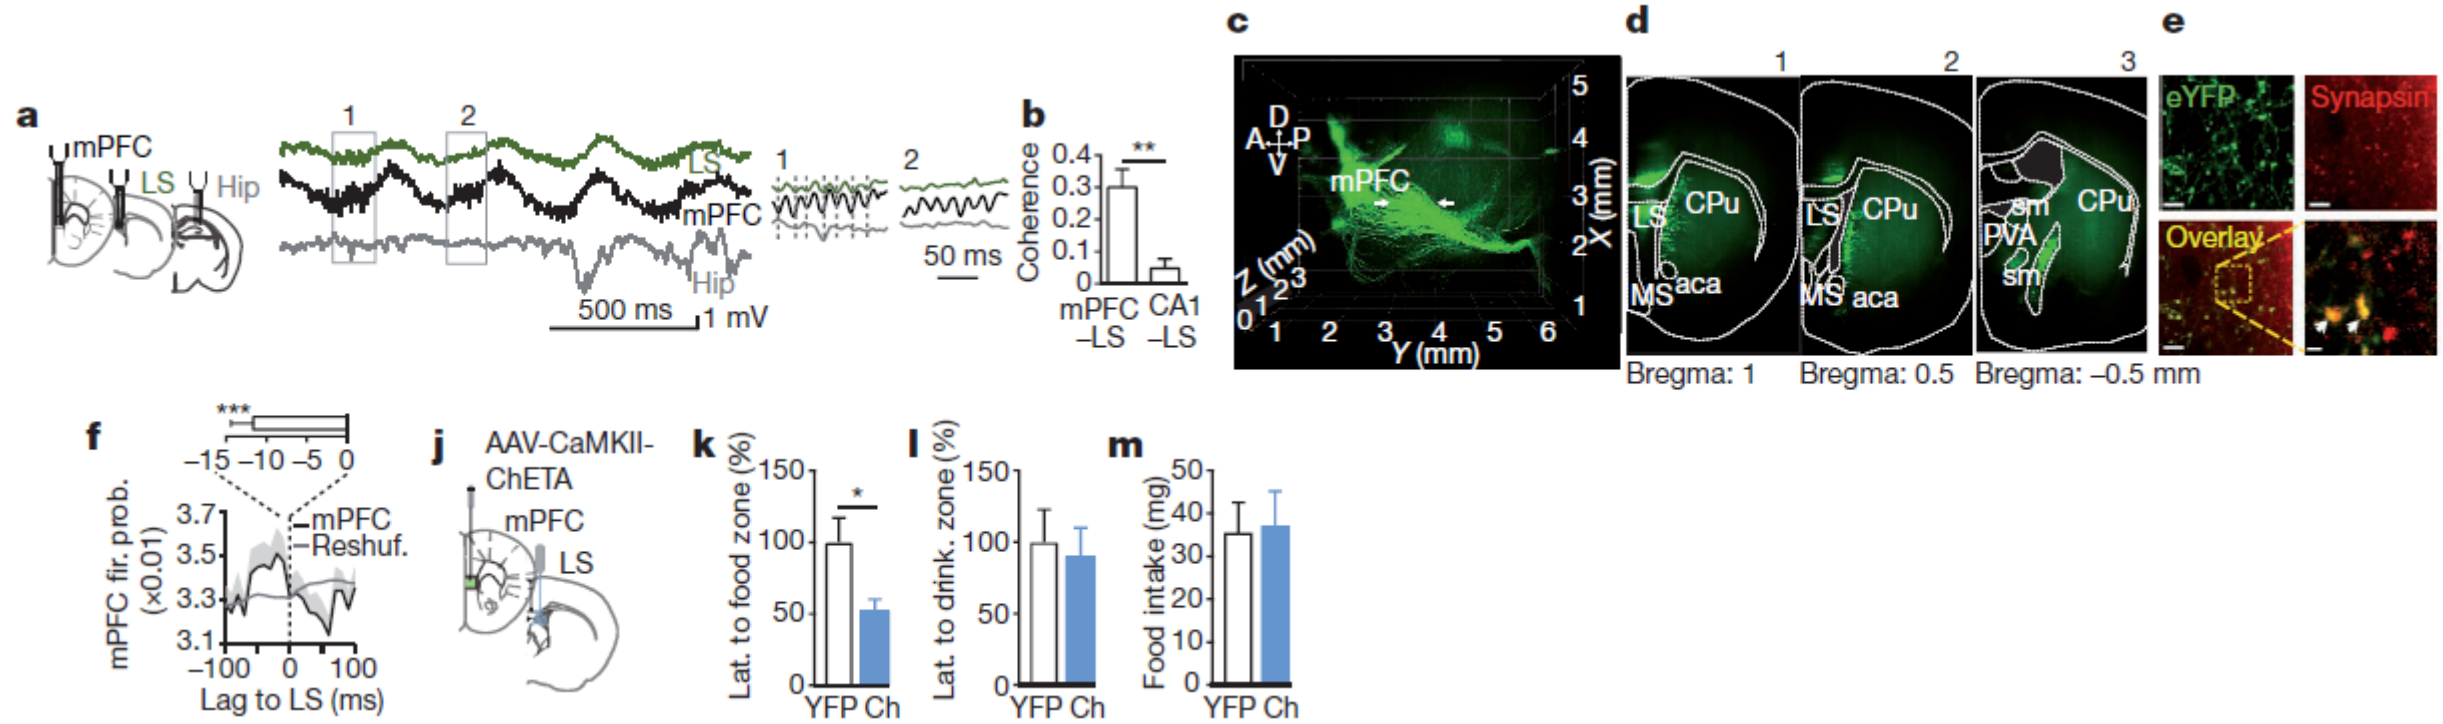 a
mPFC
LS
Hip
1
2
LS
mPFC
Hip
500 ms
1 mV
1
2
50 ms
b
**
Coherence
0.4
0.3
0.2
0.1
0
mPFC
–LS
CA1
–LS
c
D
A
P
V
mPFC
5
4
3
2
1
X (mm)
Z (mm)
0
1
2
3
1 2 3 4 5 6
Y (mm)
d
1
LS
CPu
MS
aca
Bregma: 1
2
LS
CPu
MS
aca
Bregma: 0.5
3
sm
CPu
PVA
sm
Bregma: –0.5 mm
e
eYFP
Synapsin
Overlay
f
***
–15 –10 –5 0
mPFC fir. prob.
(×0.01)
3.7
3.5
3.3
3.1
mPFC
Reshuf.
–100 0 100
Lag to LS (ms)
j
AAV-CaMKII-
ChETA
mPFC
LS
k
Lat. to food zone (%)
150
100
50
0
*
YFP Ch
l
Lat. to drink. zone (%)
150
100
50
0
YFP Ch
m
Food intake (mg)
50
40
30
20
10
0
YFP Ch